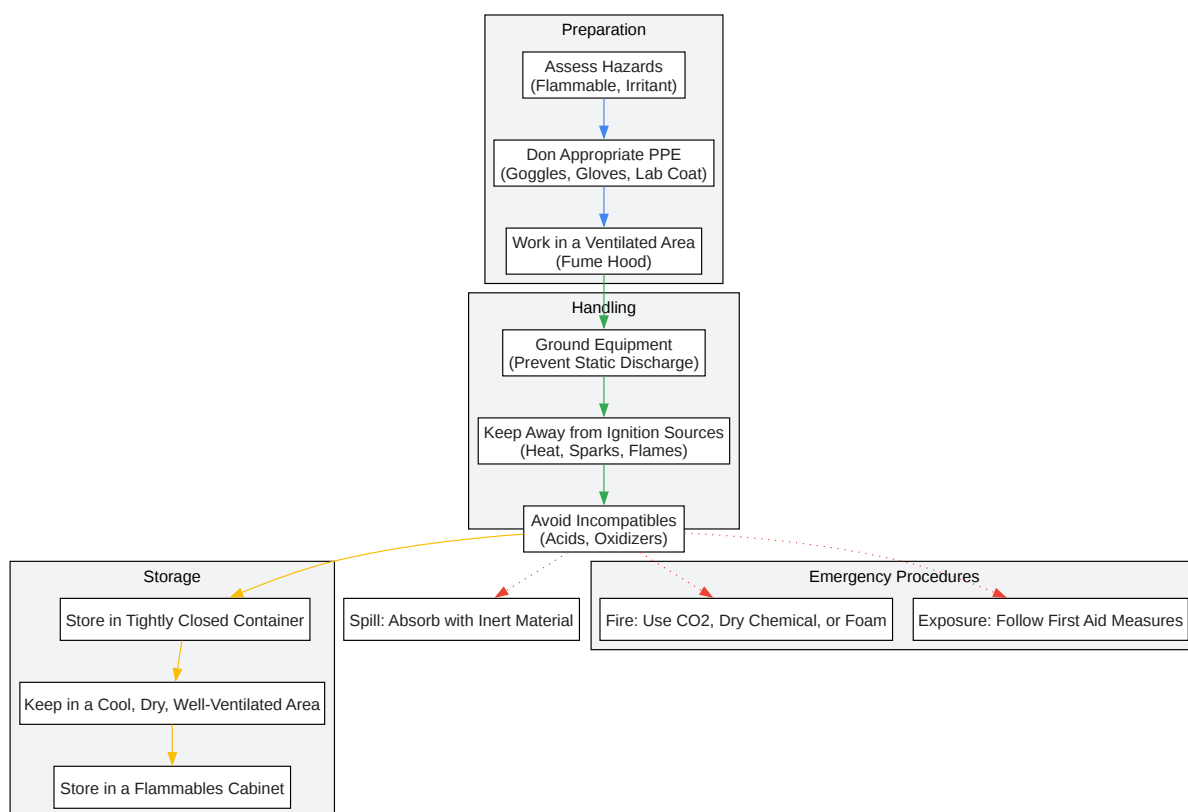 Preparation
Assess Hazards
(Flammable, Irritant)
Don Appropriate PPE
(Goggles, Gloves, Lab Coat)
Work in a Ventilated Area
(Fume Hood)
Handling
Ground Equipment
(Prevent Static Discharge)
Keep Away from Ignition Sources
(Heat, Sparks, Flames)
Avoid Incompatibles
(Acids, Oxidizers)
Storage
Store in Tightly Closed Container
Keep in a Cool, Dry, Well-Ventilated Area
Store in a Flammables Cabinet
Spill: Absorb with Inert Material
Emergency Procedures
Fire: Use CO2, Dry Chemical, or Foam
Exposure: Follow First Aid Measures